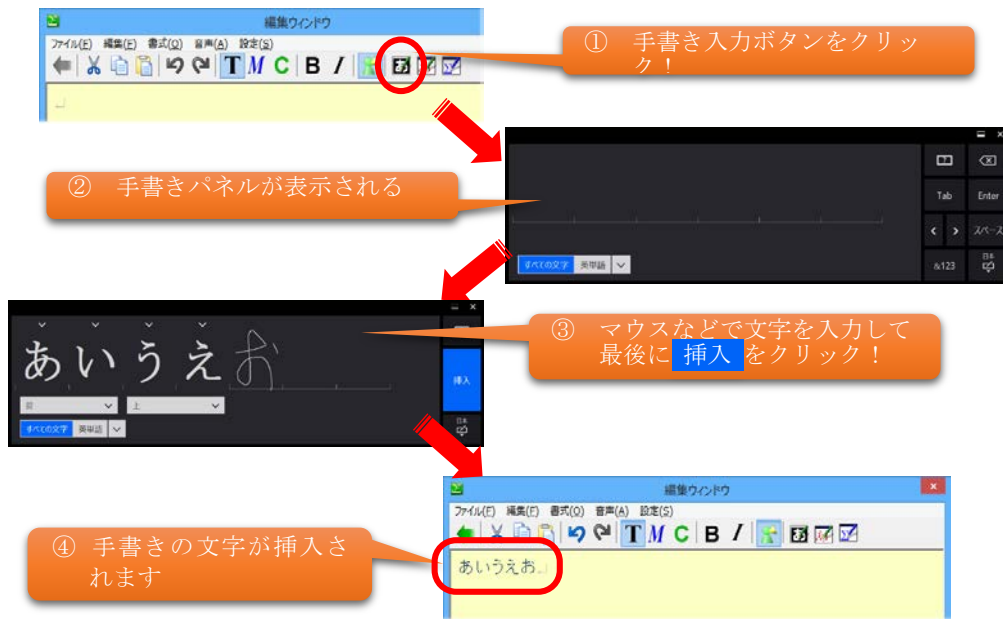 編集ウィンドウ
ファイル(F) 編集(E) 書式(O) 音声(A) 設定(S)
T M C B I あ
① 手書き入力ボタンをクリッ
ク！
② 手書きパネルが表示される
Tab Enter
スペース
すべての文字 英単語
&123 日本
あいうえお
③ マウスなどで文字を入力して
最後に 挿入 をクリック！
挿入
上
すべての文字 英単語
日本
編集ウィンドウ
ファイル(F) 編集(E) 書式(O) 音声(A) 設定(S)
T M C B I あ
④ 手書きの文字が挿入さ
れます
あいうえお